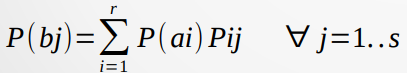 P(bj)=∑_{i=1}^{r} P(ai)Pij ∀ j=1..s